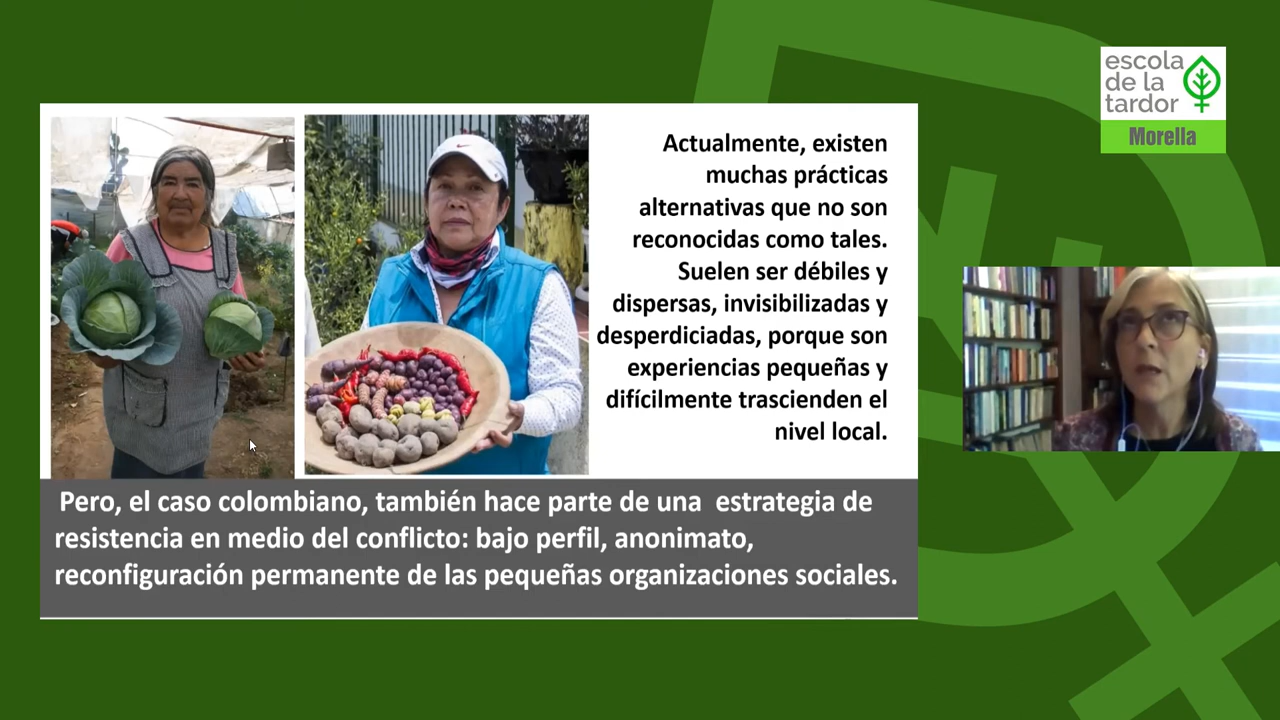 escola
de la
tardor
Morella
Actualmente, existen
muchas prácticas
alternativas que no son
reconocidas como tales.
Suelen ser débiles y
dispersas, invisibilizadas y
desperdiciadas, porque son
experiencias pequeñas y
difícilmente trascienden el
nivel local.
Pero, el caso colombiano, también hace parte de una estrategia de
resistencia en medio del conflicto: bajo perfil, anonimato,
reconfiguración permanente de las pequeñas organizaciones sociales.